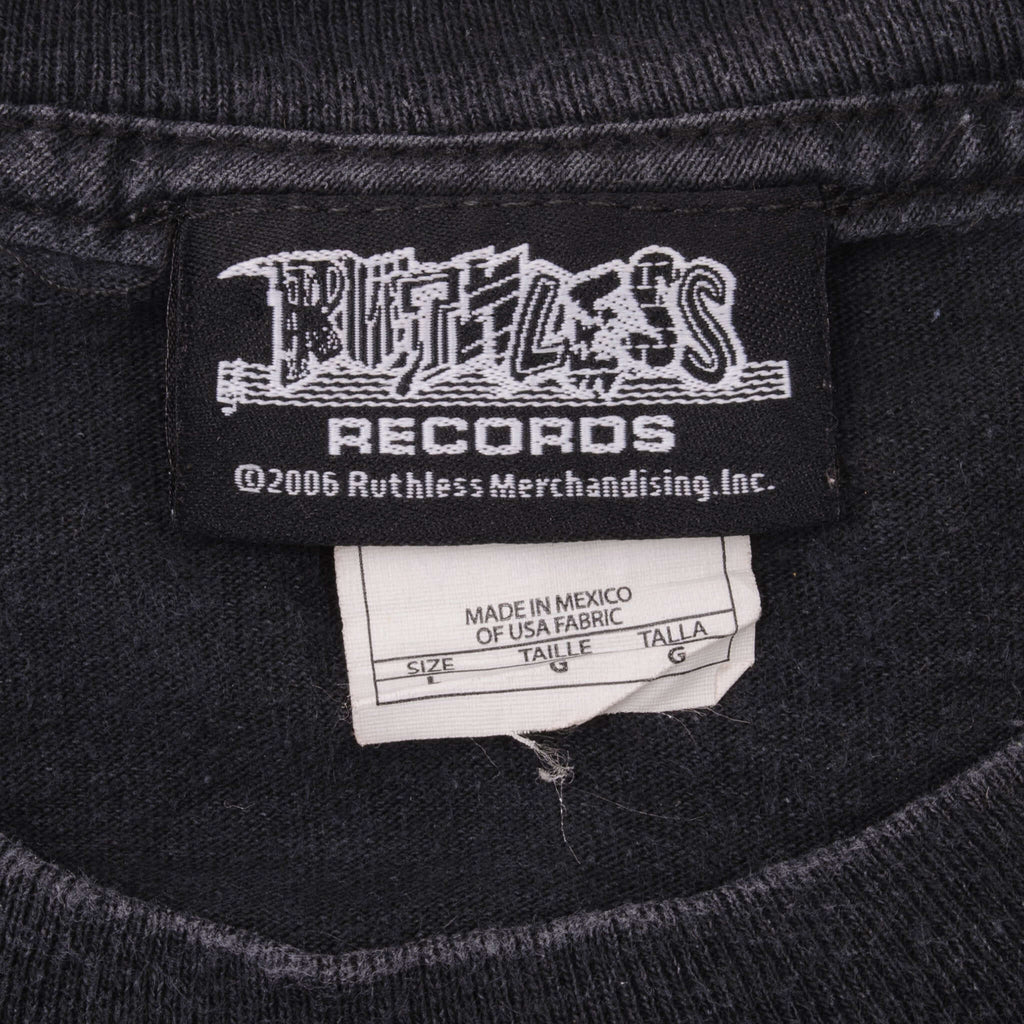 RUTHLESS
RECORDS
©2006 Ruthless Merchandising.Inc.
MADE IN MEXICO
OF USA FABRIC
SIZE TAILLE TALLA
L G G